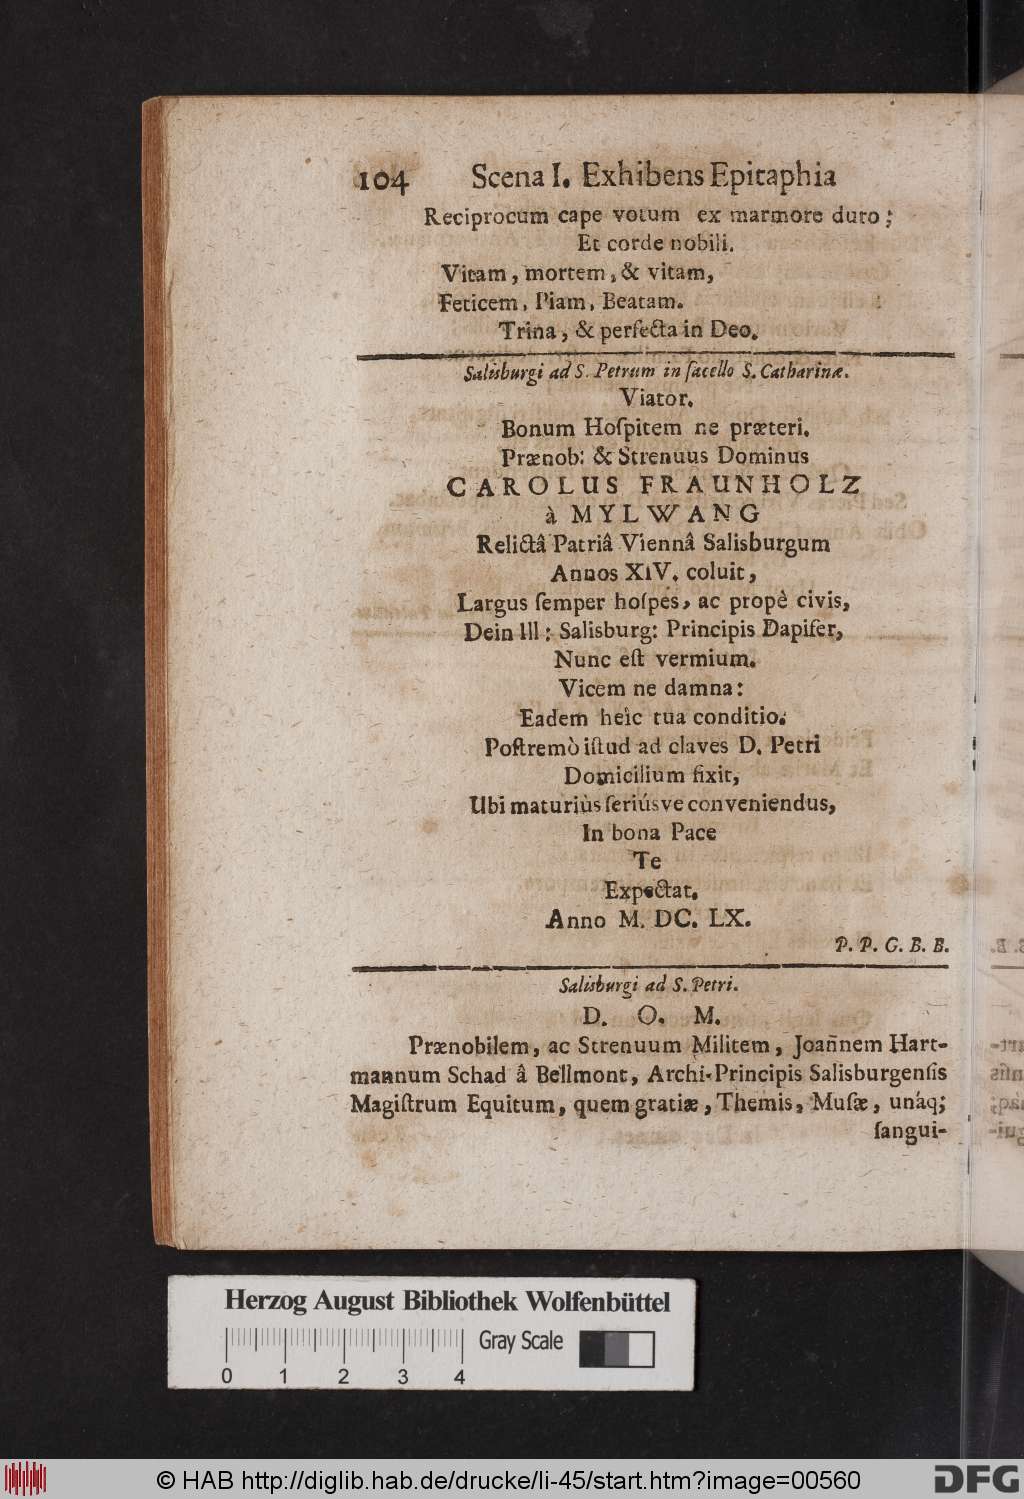 104 Scena I. Exhibens Epitaphia
Reciprocum cape votum ex marmore duro;
Et corde nobili.
Vitam, mortem, & vitam,
Feticem, Piam, Beatam.
Trina, & perfecta in Deo.
Salisburgi ad S. Petrum in ſacello S. Catharinæ.
Viator.
Bonum Hoſpitem ne præteri.
Prænob: & Strenuus Dominus
CAROLUS FRAUNHOLZ
à MYLWANG
Relictâ Patriâ Viennâ Salisburgum
Annos XIV. coluit,
Largus ſemper hoſpes, ac propè civis,
Dein Ill: Salisburg: Principis Dapifer,
Nunc eſt vermium.
Vicem ne damna:
Eadem heìc tua conditio.
Poſtremò iſtud ad claves D. Petri
Domicilium fixit,
Ubi maturiùs ſeriúsve conveniendus,
In bona Pace
Te
Expectat.
Anno M. DC. LX.
P. P. C. B. B.
Salisburgi ad S. Petri.
D. O. M.
Prænobilem, ac Strenuum Militem, Joañnem Hart-
mannum Schad â Bellmont, Archi-Principis Salisburgenſis
Magiſtrum Equitum, quem gratiæ, Themis, Muſæ, unáq;
ſangui-
Herzog August Bibliothek Wolfenbüttel
Gray Scale
0 1 2 3 4
© HAB http://diglib.hab.de/drucke/li-45/start.htm?image=00560
DFG